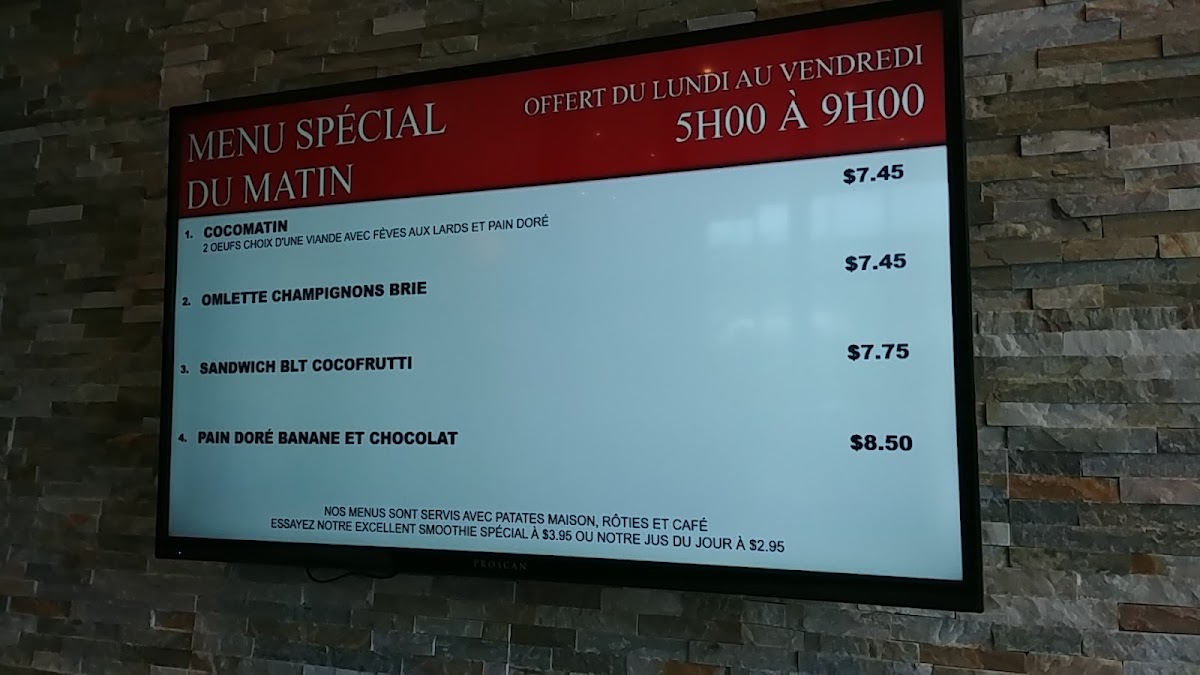 MENU SPÉCIAL
DU MATIN
OFFERT DU LUNDI AU VENDREDI
5H00 À 9H00
1. COCOMATIN $7.45
2 OEUFS CHOIX D'UNE VIANDE AVEC FÈVES AUX LARDS ET PAIN DORÉ
2. OMLETTE CHAMPIGNONS BRIE $7.45
3. SANDWICH BLT COCOFRUTTI $7.75
4. PAIN DORÉ BANANE ET CHOCOLAT $8.50
NOS MENUS SONT SERVIS AVEC PATATES MAISON, RÔTIES ET CAFÉ
ESSAYEZ NOTRE EXCELLENT SMOOTHIE SPÉCIAL À $3.95 OU NOTRE JUS DU JOUR À $2.95
PROSCAN